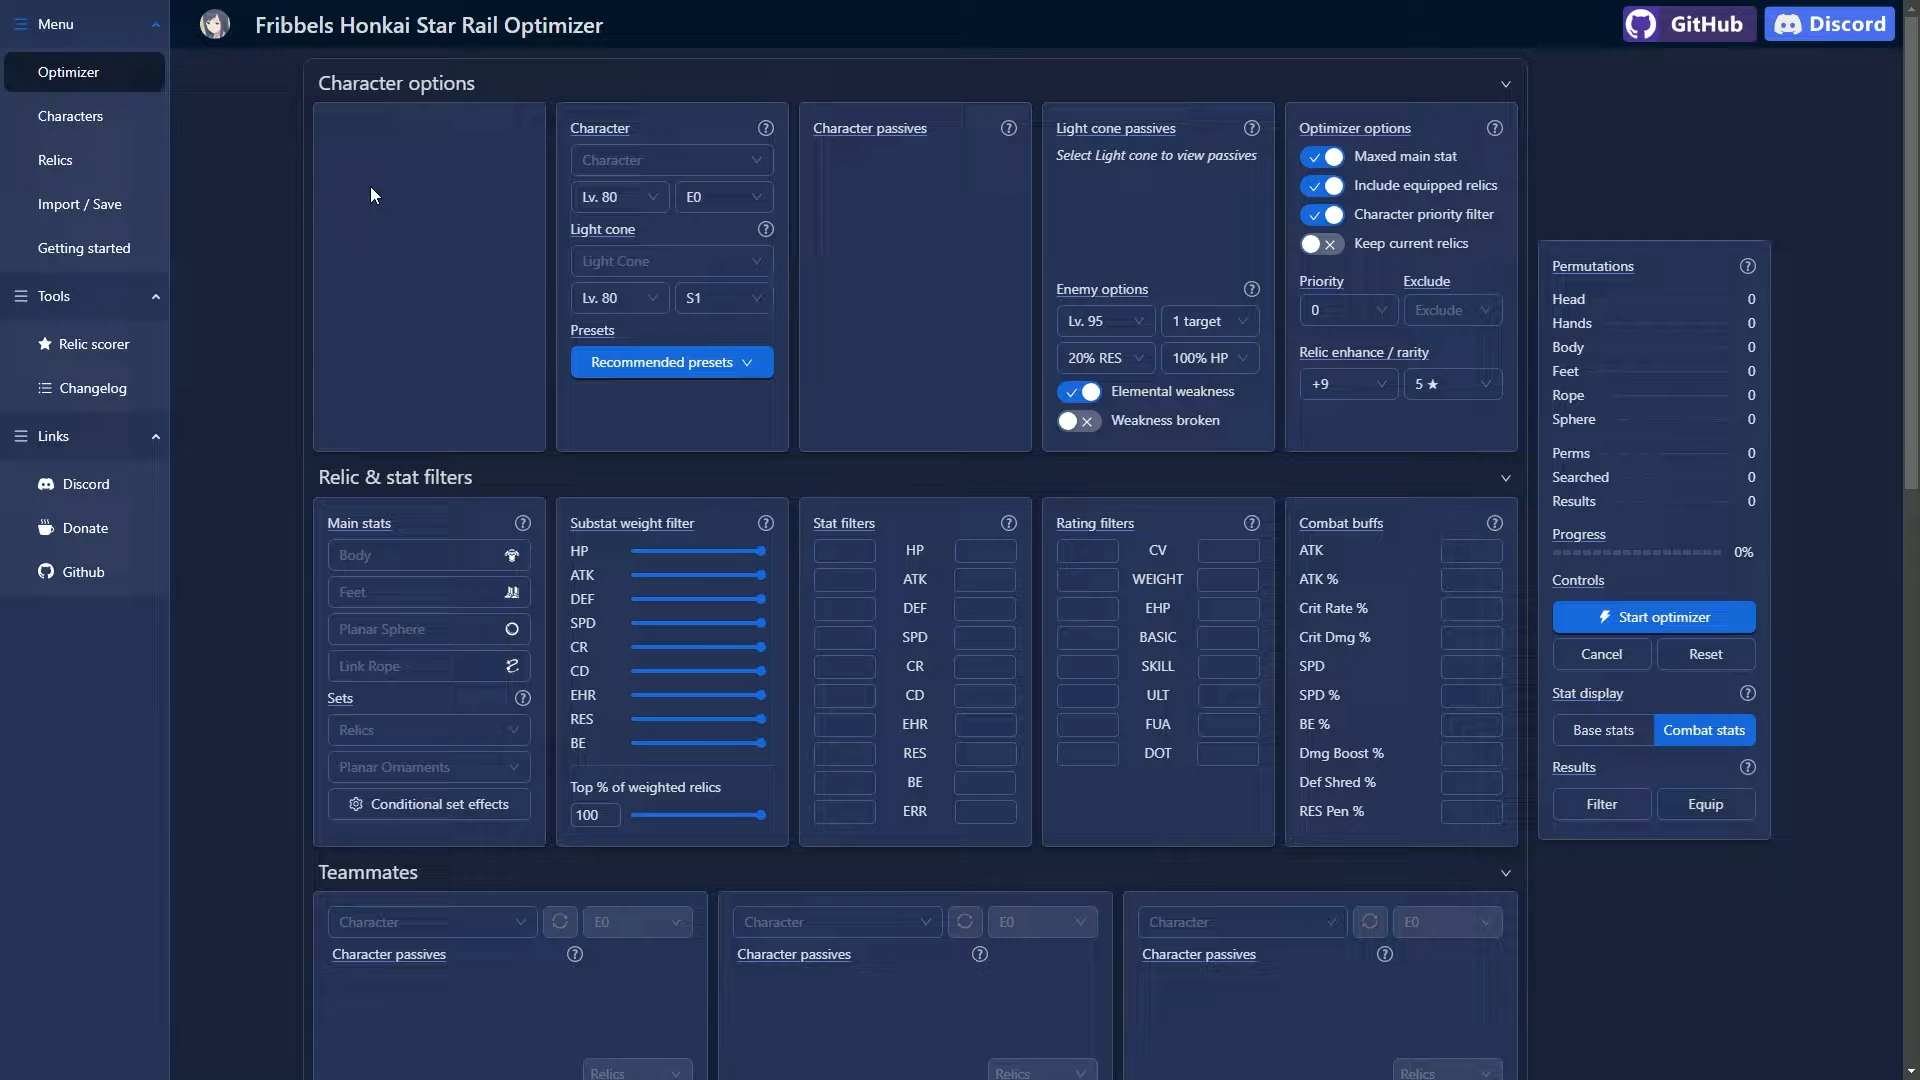 Menu
Fribbels Honkai Star Rail Optimizer
GitHub
Discord
Optimizer
Characters
Relics
Import / Save
Getting started
Tools
Relic scorer
Changelog
Links
Discord
Donate
Github
Character options
Character
Character
Lv. 80
E0
Light cone
Light Cone
Lv. 80
S1
Presets
Recommended presets
Character passives
Light cone passives
Select Light cone to view passives
Enemy options
Lv. 95
1 target
20% RES
100% HP
Elemental weakness
Weakness broken
Optimizer options
Maxed main stat
Include equipped relics
Character priority filter
Keep current relics
Priority
Exclude
0
Exclude
Relic enhance / rarity
+9
5 ★
Relic & stat filters
Main stats
Body
Feet
Planar Sphere
Link Rope
Sets
Relics
Planar Ornaments
Conditional set effects
Substat weight filter
HP
ATK
DEF
SPD
CR
CD
EHR
RES
BE
Top % of weighted relics
100
Stat filters
HP
ATK
DEF
SPD
CR
CD
EHR
RES
BE
ERR
Rating filters
CV
WEIGHT
EHP
BASIC
SKILL
ULT
FUA
DOT
Combat buffs
ATK
ATK %
Crit Rate %
Crit Dmg %
SPD
SPD %
BE %
Dmg Boost %
Def Shred %
RES Pen %
Permutations
Head 0
Hands 0
Body 0
Feet 0
Rope 0
Sphere 0
Perms 0
Searched 0
Results 0
Progress
0%
Controls
Start optimizer
Cancel
Reset
Stat display
Base stats
Combat stats
Results
Filter
Equip
Teammates
Character
E0
Character passives
Relics
Character
E0
Character passives
Relics
Character
E0
Character passives
Relics